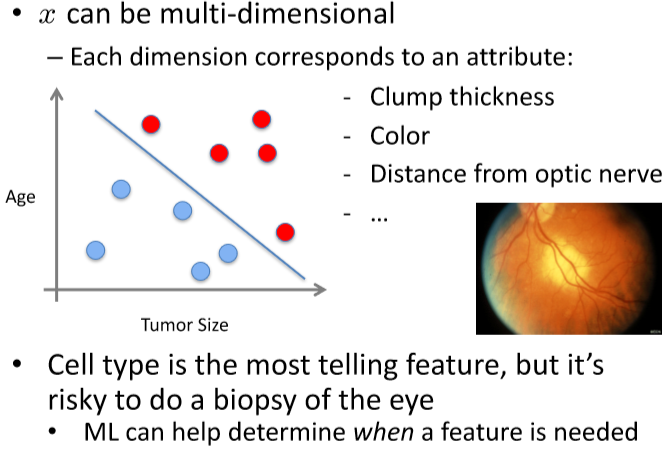 • x can be multi-dimensional
– Each dimension corresponds to an attribute:
- Clump thickness
- Color
- Distance from optic nerve
- ...
Age
Tumor Size
• Cell type is the most telling feature, but it’s
risky to do a biopsy of the eye
• ML can help determine when a feature is needed